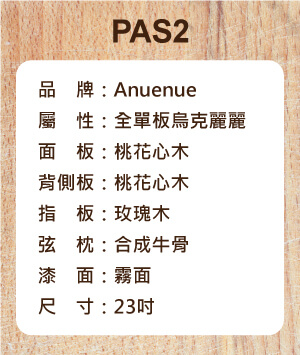 PAS2
品　牌：Anuenue
屬　性：全單板烏克麗麗
面　板：桃花心木
背側板：桃花心木
指　板：玫瑰木
弦　枕：合成牛骨
漆　面：霧面
尺　寸：23吋